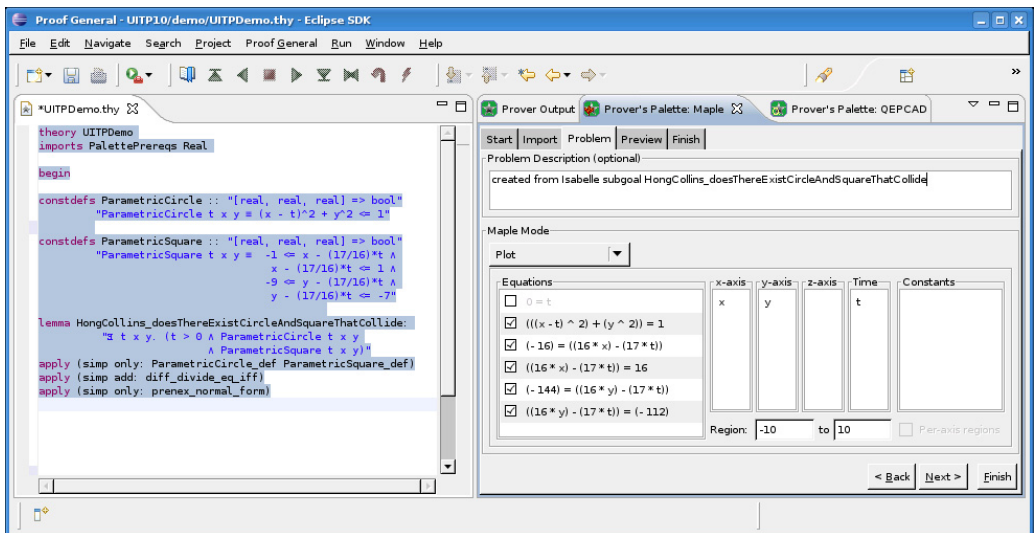 Proof General - UITP10/demo/UITPDemo.thy - Eclipse SDK
File Edit Navigate Search Project Proof General Run Window Help
»
*UITPDemo.thy
theory UITPDemo
imports PalettePrereqs Real
begin
constdefs ParametricCircle :: "[real, real, real] => bool"
"ParametricCircle t x y ≡ (x - t)^2 + y^2 <= 1"
constdefs ParametricSquare :: "[real, real, real] => bool"
"ParametricSquare t x y ≡ -1 <= x - (17/16)*t ∧
x - (17/16)*t <= 1 ∧
-9 <= y - (17/16)*t ∧
y - (17/16)*t <= -7"
lemma HongCollins_doesThereExistCircleAndSquareThatCollide:
"∃ t x y. (t > 0 ∧ ParametricCircle t x y
∧ ParametricSquare t x y)"
apply (simp only: ParametricCircle_def ParametricSquare_def)
apply (simp add: diff_divide_eq_iff)
apply (simp only: prenex_normal_form)
Prover Output Prover's Palette: Maple Prover's Palette: QEPCAD
Start Import Problem Preview Finish
Problem Description (optional)
created from Isabelle subgoal HongCollins_doesThereExistCircleAndSquareThatCollide
Maple Mode
Plot
Equations x-axis y-axis z-axis Time Constants
0 = t x y t
(((x - t) ^ 2) + (y ^ 2)) = 1
(- 16) = ((16 * x) - (17 * t))
((16 * x) - (17 * t)) = 16
(- 144) = ((16 * y) - (17 * t))
((16 * y) - (17 * t)) = (- 112)
Region: -10 to 10 Per-axis regions
< Back Next > Finish